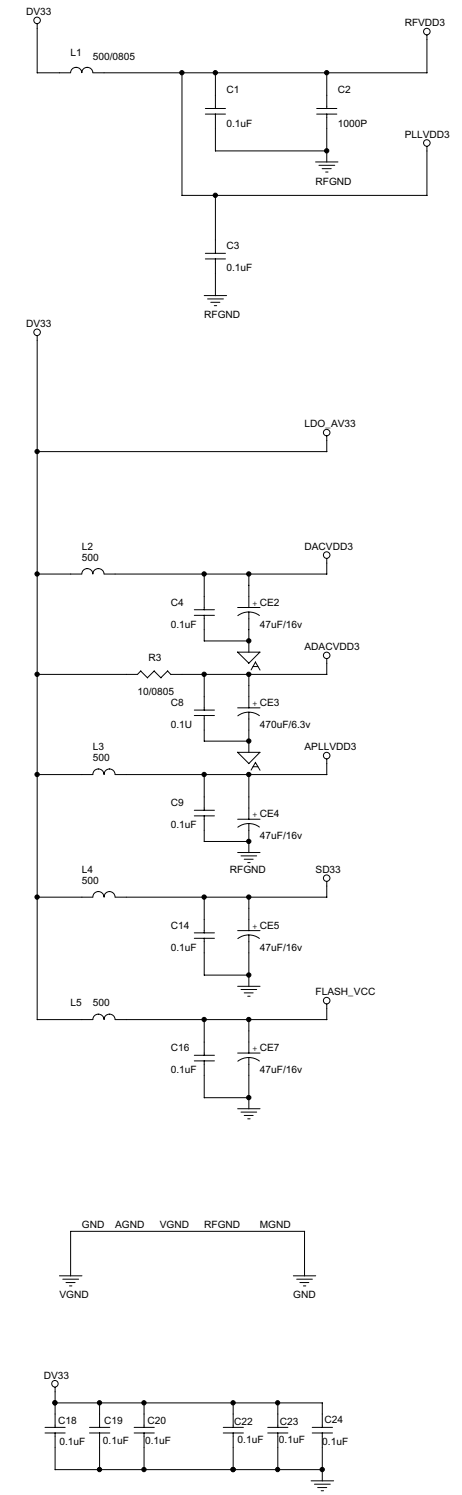 DV33
RFVDD3
L1 500/0805
C1
C2
0.1uF
1000P
PLLVDD3
RFGND
C3
0.1uF
RFGND
DV33
LDO_AV33
L2
500
DACVDD3
C4
0.1uF
+ CE2
47uF/16v
A
ADACVDD3
R3
10/0805
C8
0.1U
+ CE3
470uF/6.3v
A
APLLVDD3
L3
500
C9
0.1uF
+ CE4
47uF/16v
RFGND
L4
500
SD33
C14
0.1uF
+ CE5
47uF/16v
L5 500
FLASH_VCC
C16
0.1uF
+ CE7
47uF/16v
GND AGND VGND RFGND MGND
VGND
GND
DV33
C18 C19 C20 C22 C23 C24
0.1uF 0.1uF 0.1uF 0.1uF 0.1uF 0.1uF